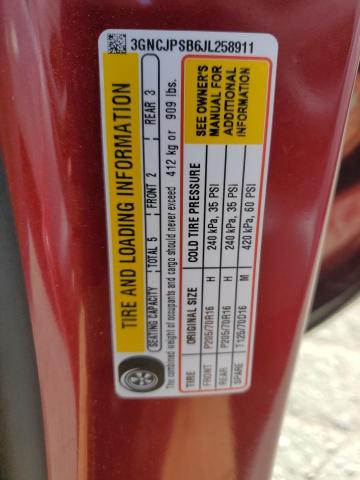 3GNCJPSB6JL258911
TIRE AND LOADING INFORMATION
SEATING CAPACITY TOTAL 5 FRONT 2 REAR 3
The combined weight of occupants and cargo should never exceed 412 kg or 909 lbs.
TIRE ORIGINAL SIZE COLD TIRE PRESSURE
FRONT P205/70R16 H 240 kPa, 35 PSI
REAR P205/70R16 H 240 kPa, 35 PSI
SPARE T125/70D16 M 420 kPa, 60 PSI
SEE OWNER'S
MANUAL FOR
ADDITIONAL
INFORMATION